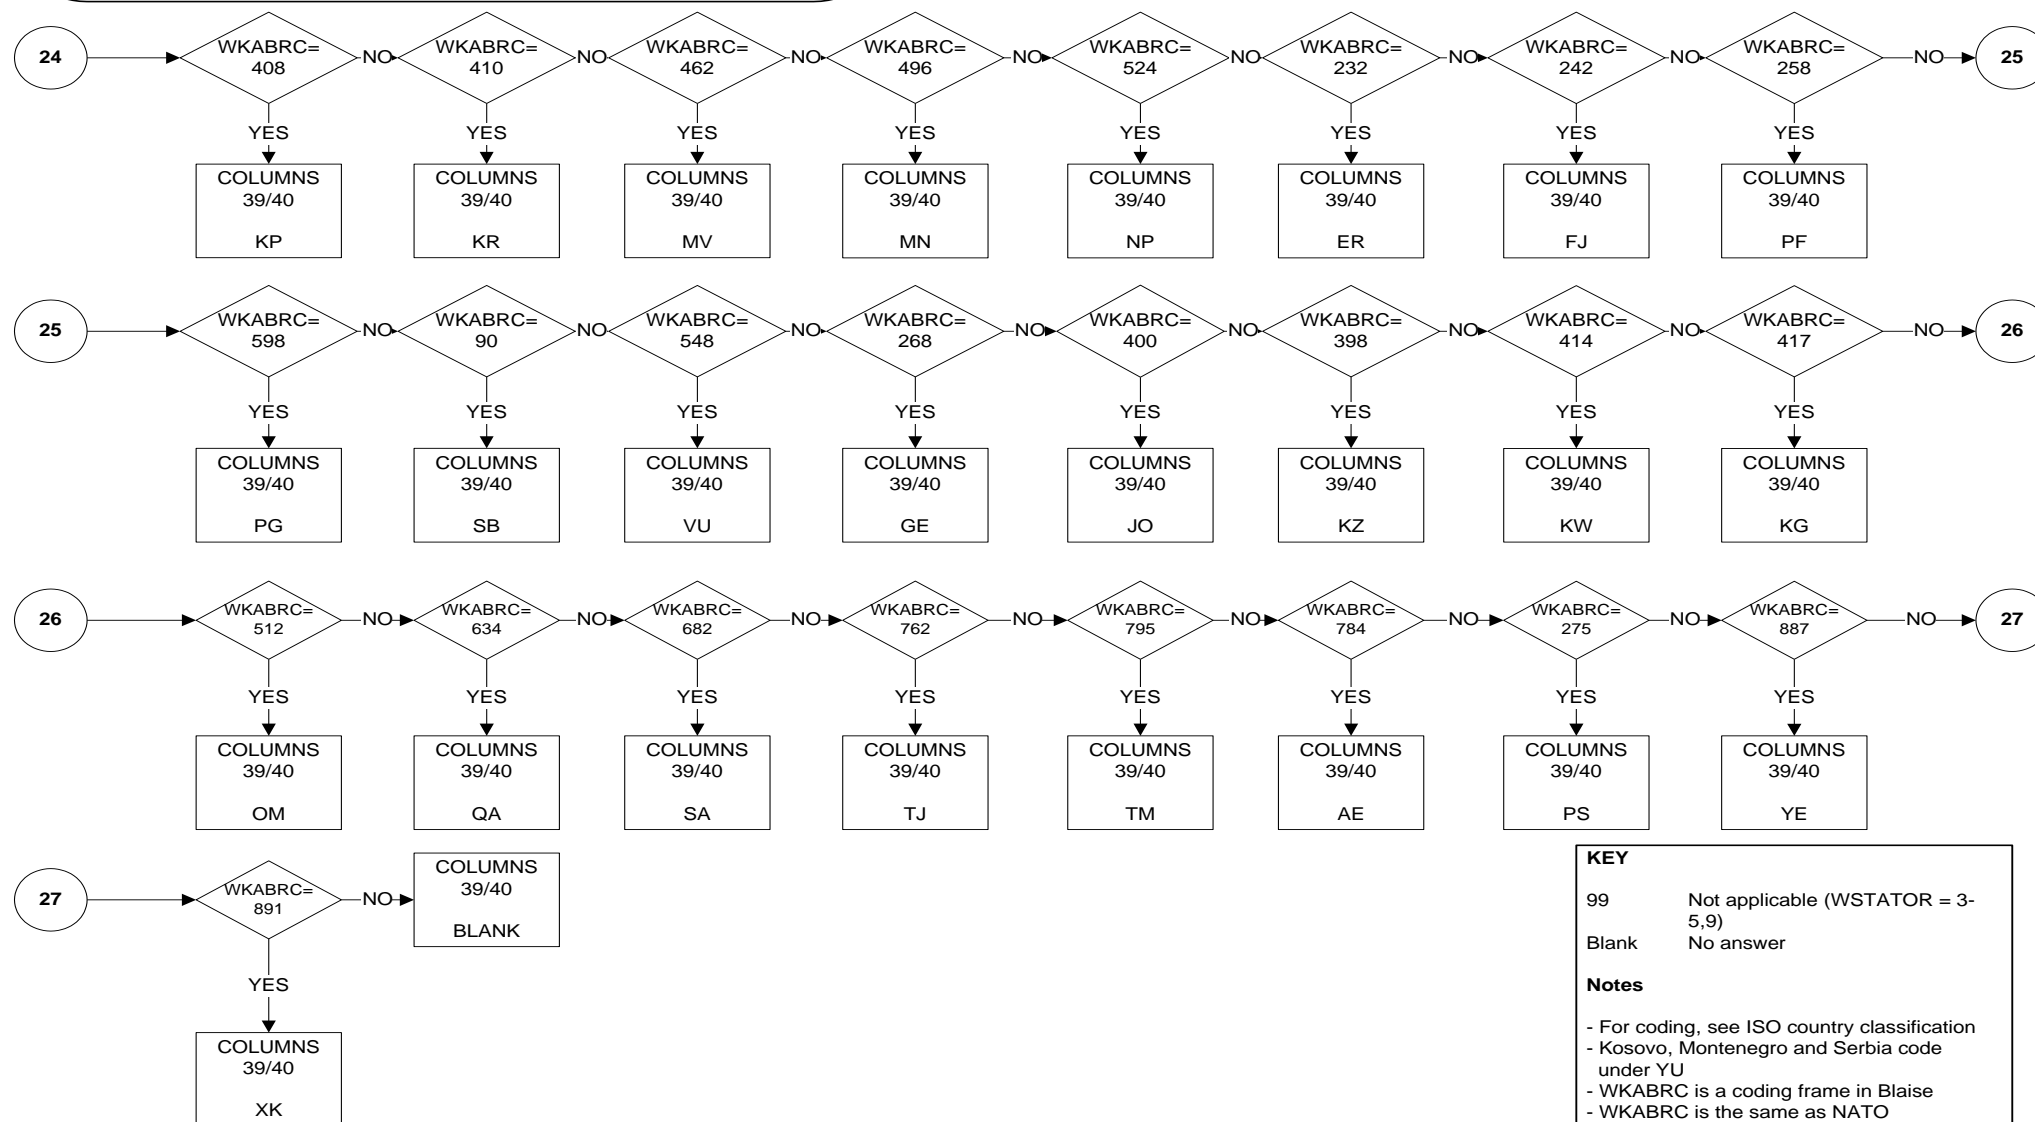 24
WKABRC=
408
NO
WKABRC=
410
NO
WKABRC=
462
NO
WKABRC=
496
NO
WKABRC=
524
NO
WKABRC=
232
NO
WKABRC=
242
NO
WKABRC=
258
NO
25
YES
YES
YES
YES
YES
YES
YES
YES
COLUMNS
39/40
KP
COLUMNS
39/40
KR
COLUMNS
39/40
MV
COLUMNS
39/40
MN
COLUMNS
39/40
NP
COLUMNS
39/40
ER
COLUMNS
39/40
FJ
COLUMNS
39/40
PF
25
WKABRC=
598
NO
WKABRC=
90
NO
WKABRC=
548
NO
WKABRC=
268
NO
WKABRC=
400
NO
WKABRC=
398
NO
WKABRC=
414
NO
WKABRC=
417
NO
26
YES
YES
YES
YES
YES
YES
YES
YES
COLUMNS
39/40
PG
COLUMNS
39/40
SB
COLUMNS
39/40
VU
COLUMNS
39/40
GE
COLUMNS
39/40
JO
COLUMNS
39/40
KZ
COLUMNS
39/40
KW
COLUMNS
39/40
KG
26
WKABRC=
512
NO
WKABRC=
634
NO
WKABRC=
682
NO
WKABRC=
762
NO
WKABRC=
795
NO
WKABRC=
784
NO
WKABRC=
275
NO
WKABRC=
887
NO
27
YES
YES
YES
YES
YES
YES
YES
YES
COLUMNS
39/40
OM
COLUMNS
39/40
QA
COLUMNS
39/40
SA
COLUMNS
39/40
TJ
COLUMNS
39/40
TM
COLUMNS
39/40
AE
COLUMNS
39/40
PS
COLUMNS
39/40
YE
27
WKABRC=
891
NO
COLUMNS
39/40
BLANK
YES
COLUMNS
39/40
XK
KEY
99 Not applicable (WSTATOR = 3-
5,9)
Blank No answer
Notes
- For coding, see ISO country classification
- Kosovo, Montenegro and Serbia code
under YU
- WKABRC is a coding frame in Blaise
- WKABRC is the same as NATO